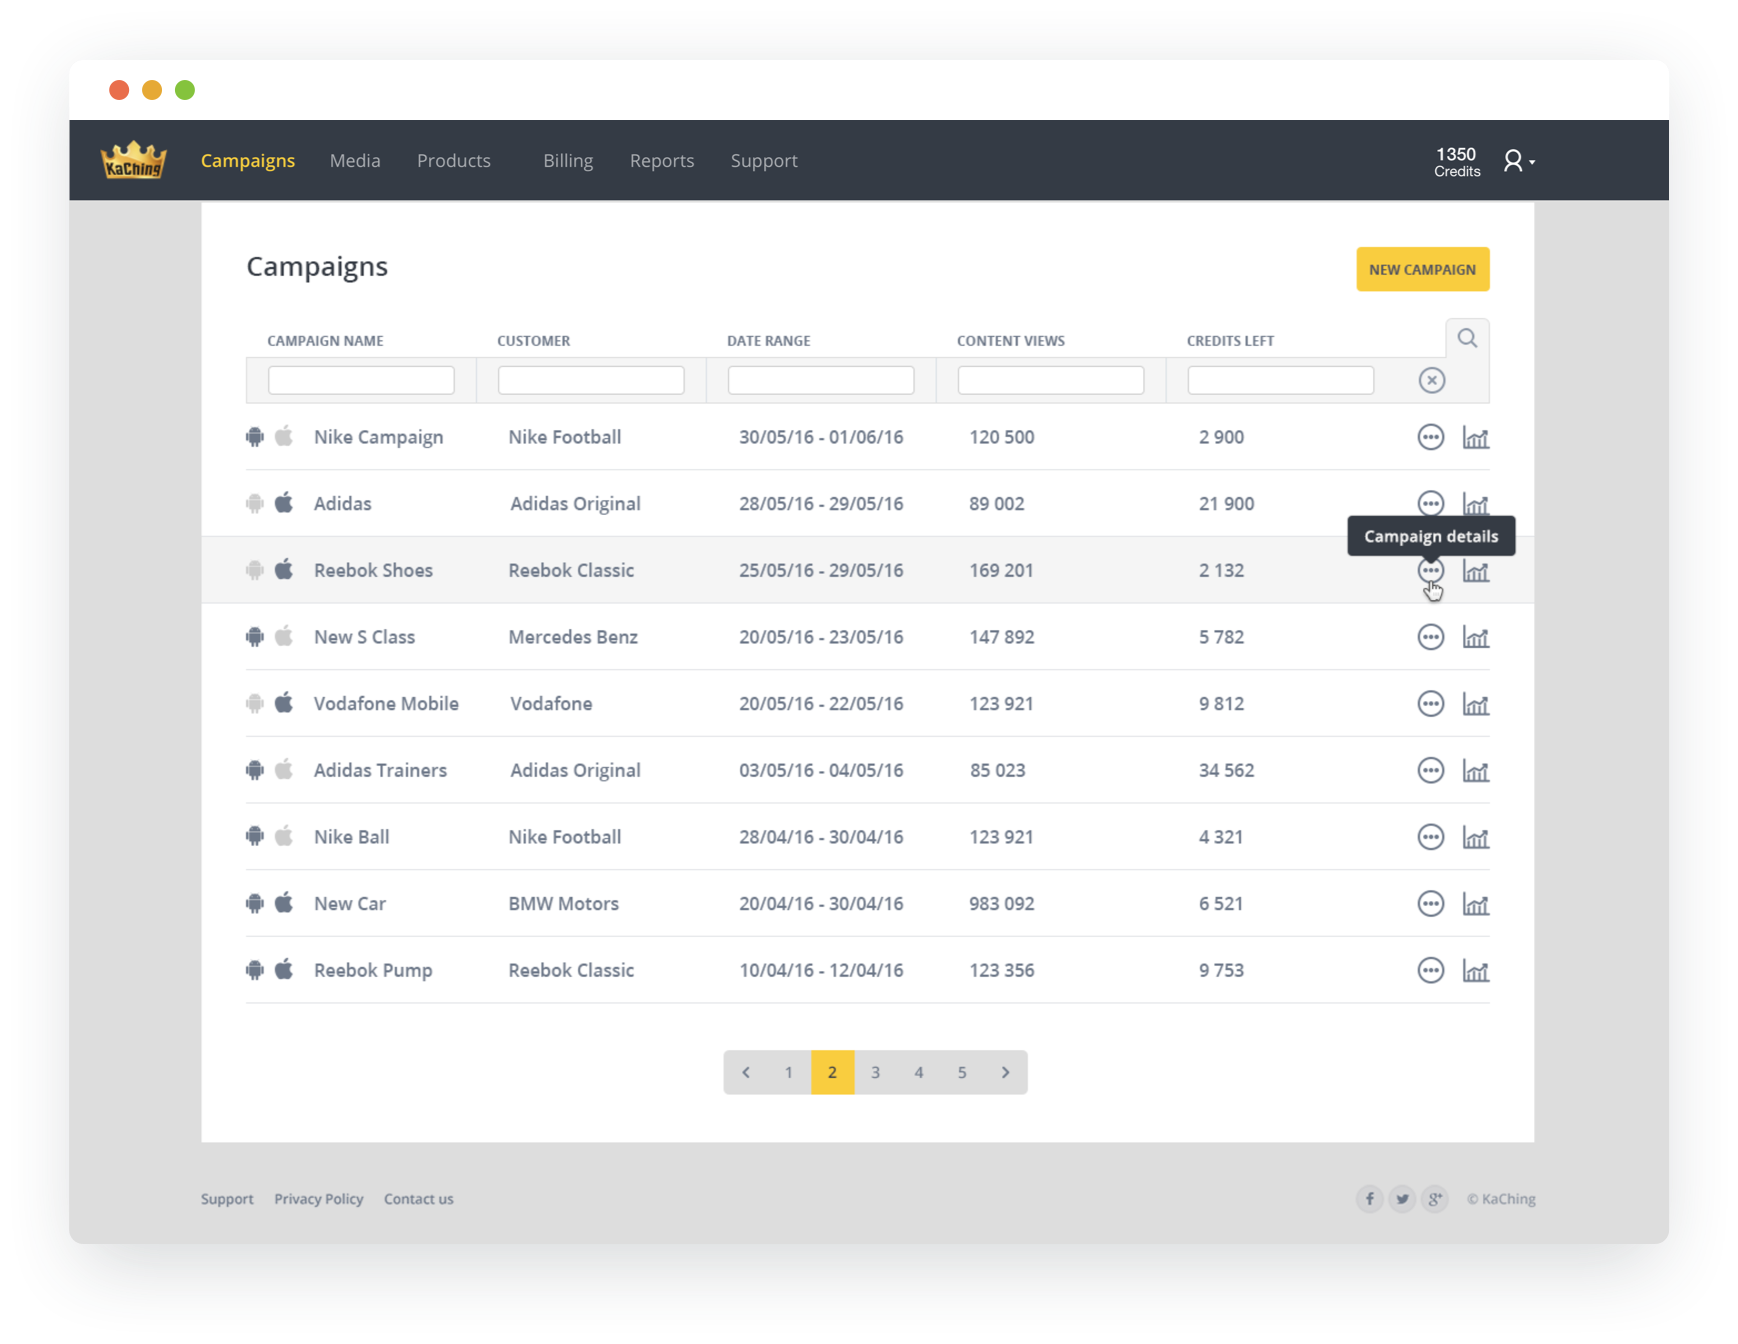 KaChing Campaigns Media Products Billing Reports Support 1350
Credits
Campaigns NEW CAMPAIGN
CAMPAIGN NAME CUSTOMER DATE RANGE CONTENT VIEWS CREDITS LEFT
Nike Campaign Nike Football 30/05/16 - 01/06/16 120 500 2 900
Adidas Adidas Original 28/05/16 - 29/05/16 89 002 21 900
Campaign details
Reebok Shoes Reebok Classic 25/05/16 - 29/05/16 169 201 2 132
New S Class Mercedes Benz 20/05/16 - 23/05/16 147 892 5 782
Vodafone Mobile Vodafone 20/05/16 - 22/05/16 123 921 9 812
Adidas Trainers Adidas Original 03/05/16 - 04/05/16 85 023 34 562
Nike Ball Nike Football 28/04/16 - 30/04/16 123 921 4 321
New Car BMW Motors 20/04/16 - 30/04/16 983 092 6 521
Reebok Pump Reebok Classic 10/04/16 - 12/04/16 123 356 9 753
1 2 3 4 5
Support Privacy Policy Contact us © KaChing